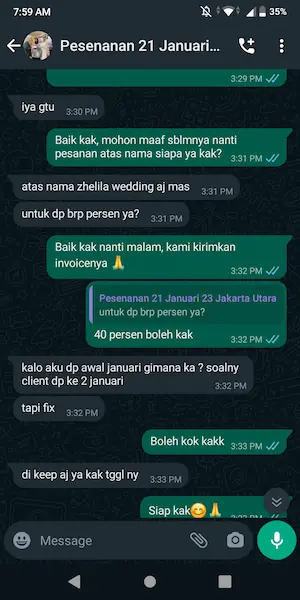 7:59 AM
35%
Pesenanan 21 Januari...
3:29 PM
iya gtu
3:30 PM
Baik kak, mohon maaf sblmnya nanti
pesanan atas nama siapa ya kak?
3:31 PM
atas nama zhelila wedding aj mas
3:31 PM
untuk dp brp persen ya?
3:31 PM
Baik kak nanti malam, kami kirimkan
invoicenya 🙏
3:32 PM
Pesenanan 21 Januari 23 Jakarta Utara
untuk dp brp persen ya?
40 persen boleh kak
3:32 PM
kalo aku dp awal januari gimana ka ? soalny
client dp ke 2 januari
3:32 PM
tapi fix
3:32 PM
Boleh kok kakk
3:33 PM
di keep aj ya kak tggl ny
3:33 PM
Siap kak😊🙏
Message